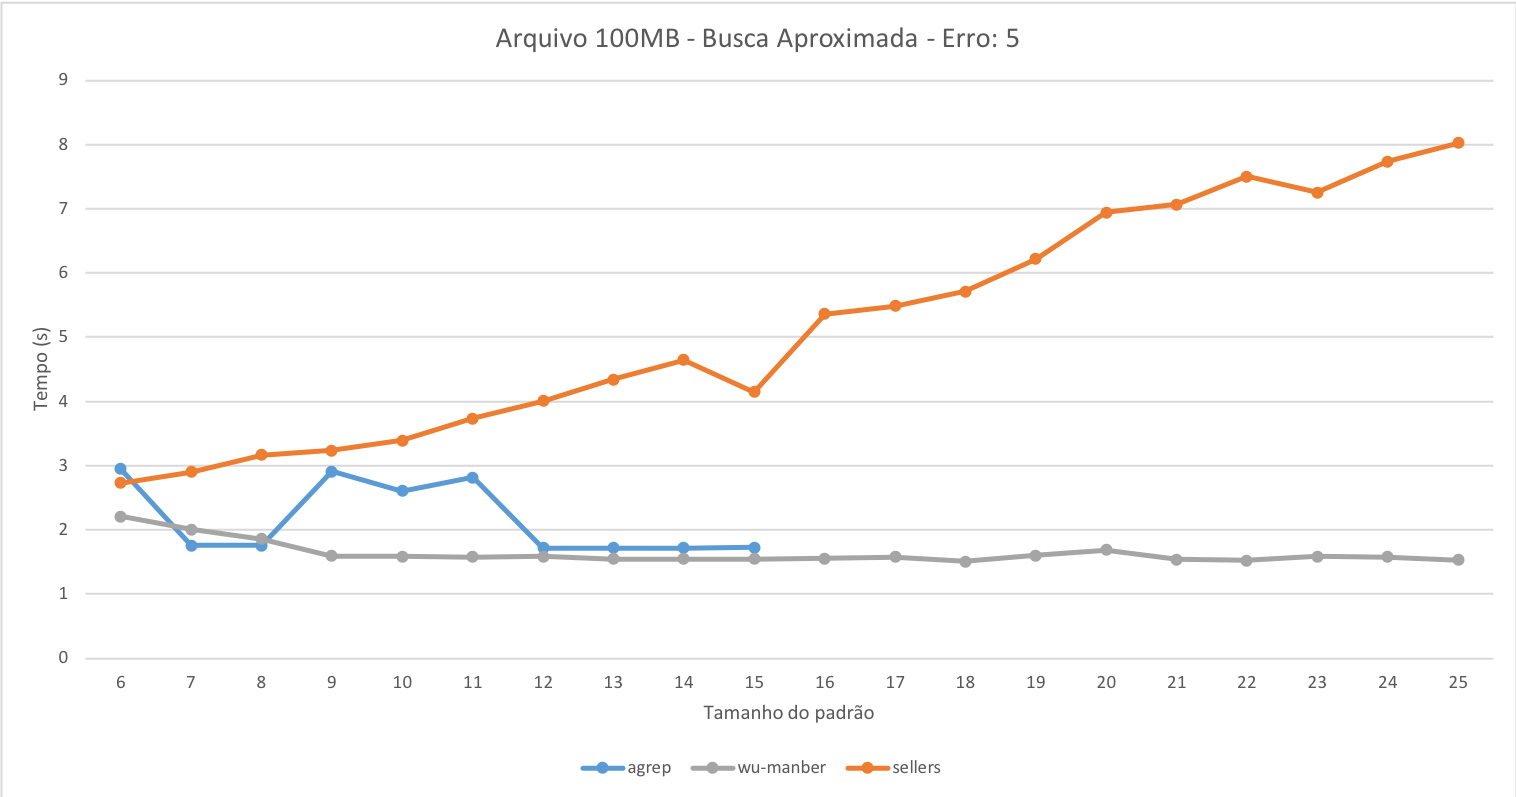 Arquivo 100MB - Busca Aproximada - Erro: 5
9
8
7
6
5
4
3
2
1
0
Tempo (s)
6 7 8 9 10 11 12 13 14 15 16 17 18 19 20 21 22 23 24 25
Tamanho do padrão
agrep wu-manber sellers